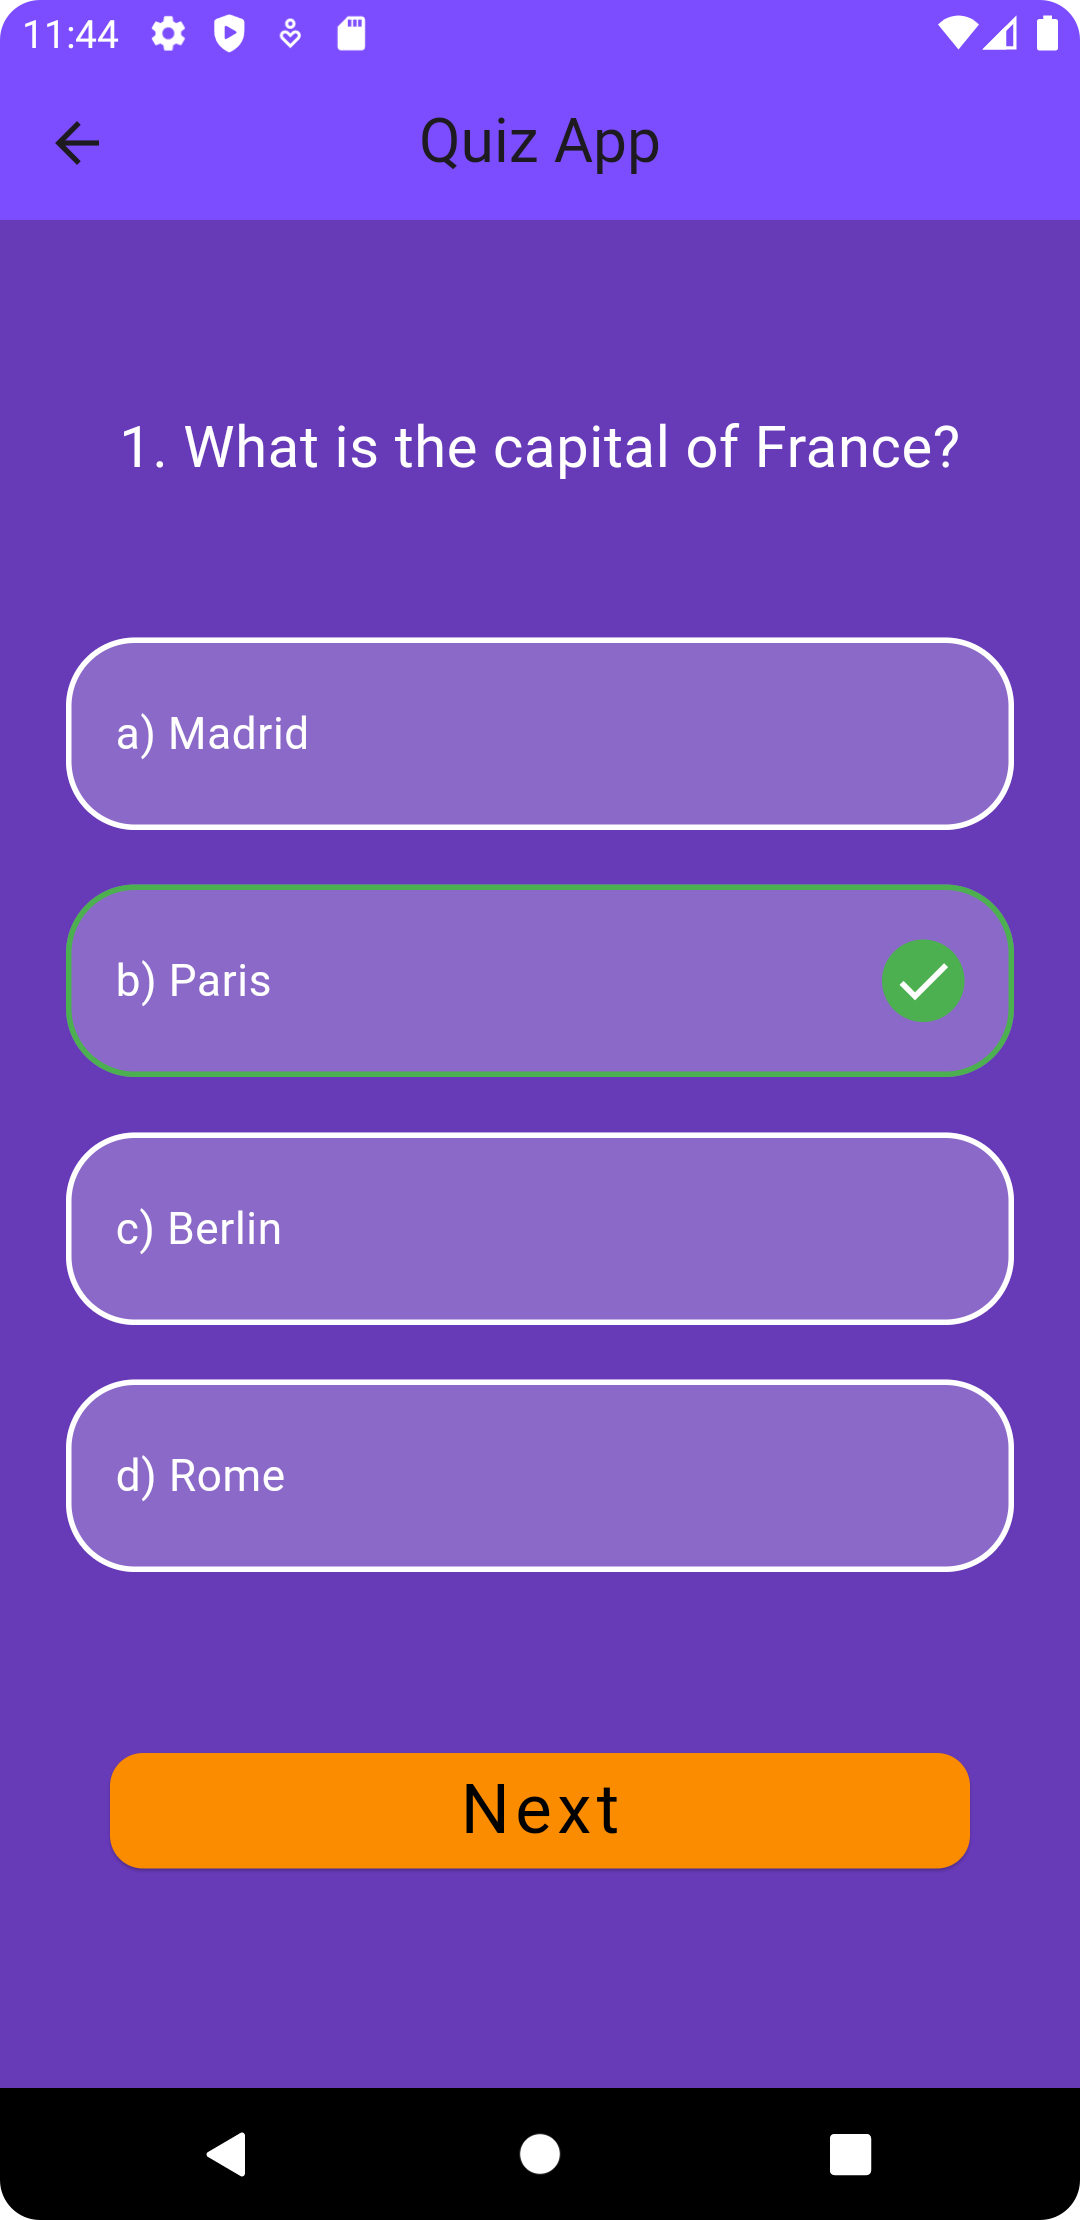 11:44
Quiz App
1. What is the capital of France?
a) Madrid
b) Paris
c) Berlin
d) Rome
Next